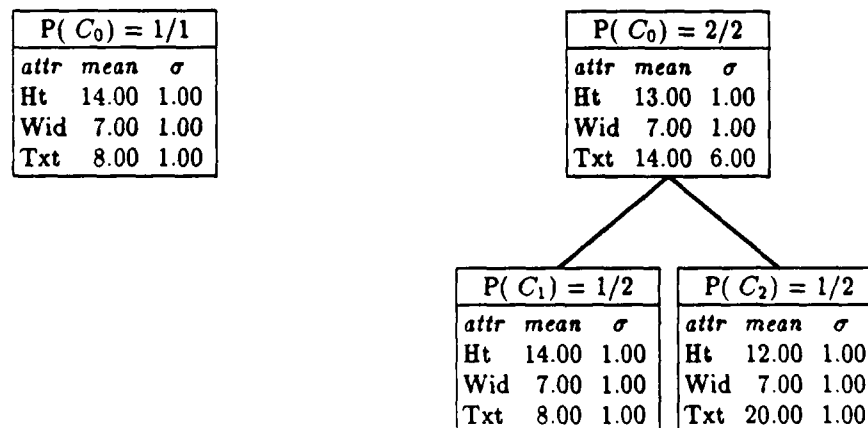 P( C₀) = 1/1
attr mean σ
Ht 14.00 1.00
Wid 7.00 1.00
Txt 8.00 1.00
P( C₀) = 2/2
attr mean σ
Ht 13.00 1.00
Wid 7.00 1.00
Txt 14.00 6.00
P( C₁) = 1/2
attr mean σ
Ht 14.00 1.00
Wid 7.00 1.00
Txt 8.00 1.00
P( C₂) = 1/2
attr mean σ
Ht 12.00 1.00
Wid 7.00 1.00
Txt 20.00 1.00